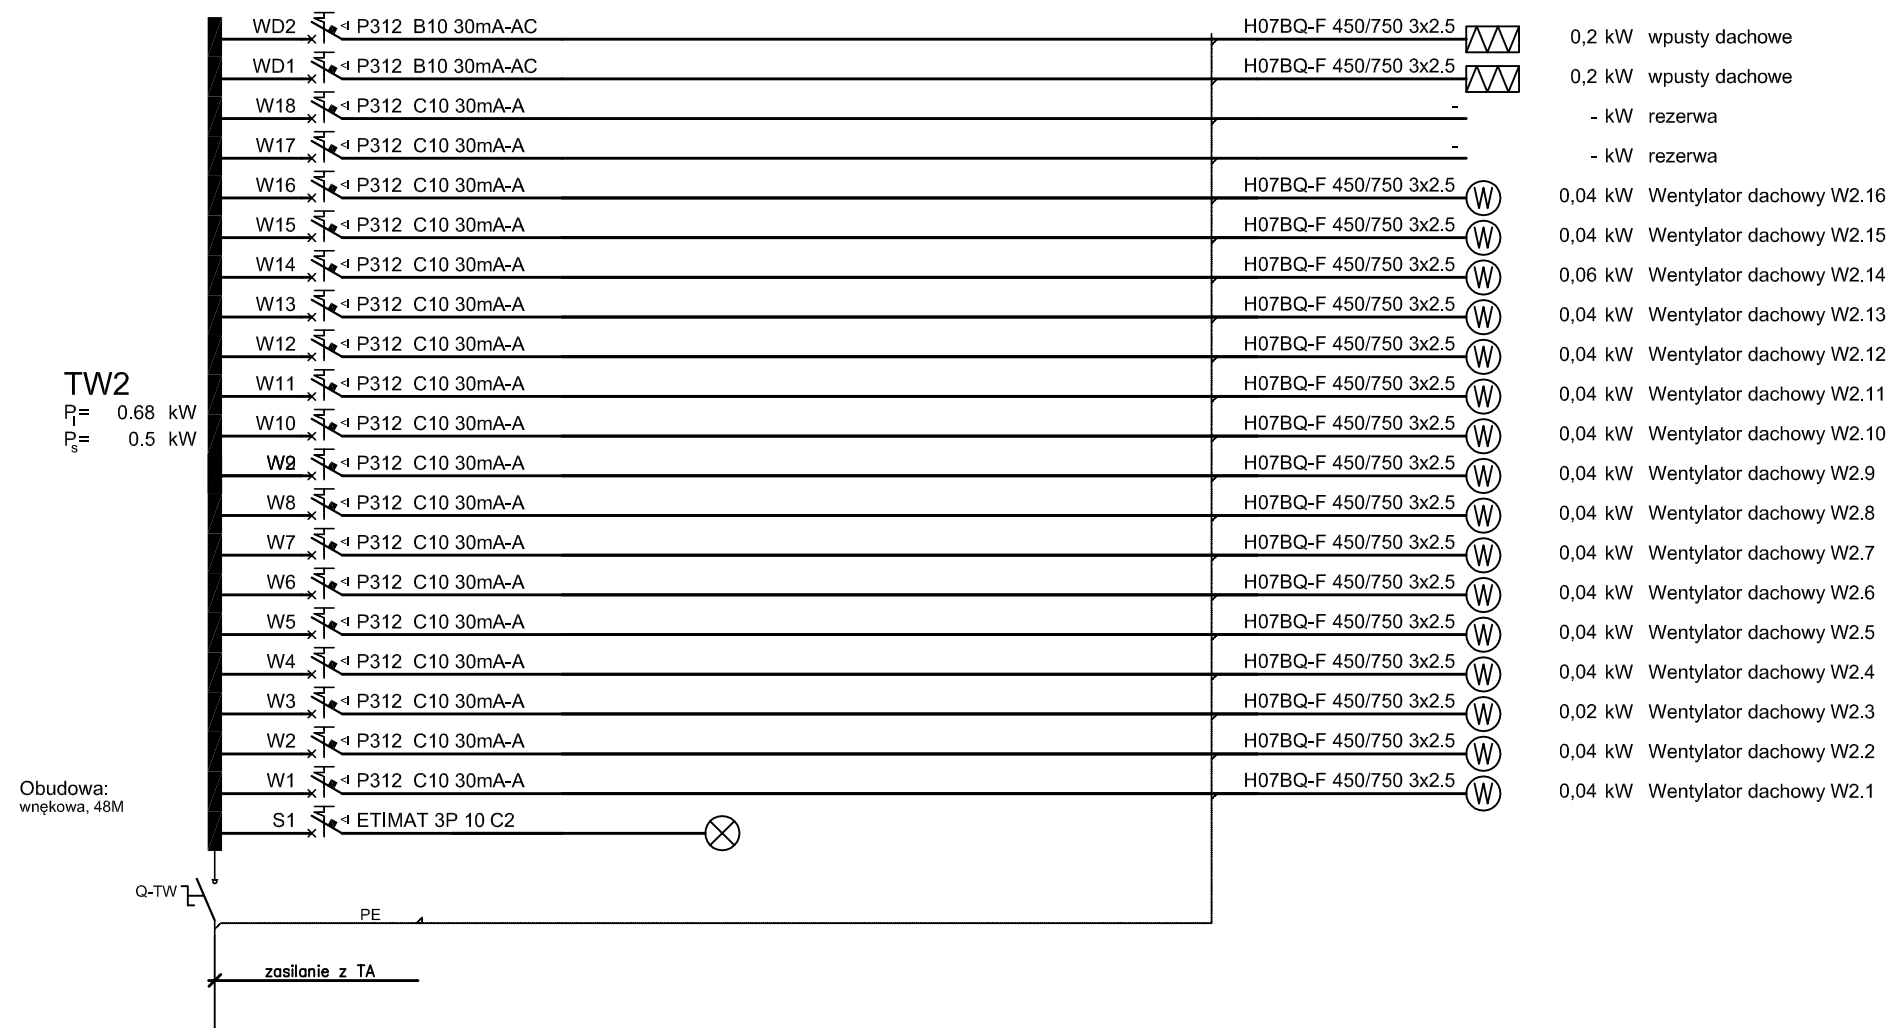 WD2 P312 B10 30mA-AC H07BQ-F 450/750 3x2.5 0,2 kW wpusty dachowe
WD1 P312 B10 30mA-AC H07BQ-F 450/750 3x2.5 0,2 kW wpusty dachowe
W18 P312 C10 30mA-A - - kW rezerwa
W17 P312 C10 30mA-A - - kW rezerwa
W16 P312 C10 30mA-A H07BQ-F 450/750 3x2.5 W 0,04 kW Wentylator dachowy W2.16
W15 P312 C10 30mA-A H07BQ-F 450/750 3x2.5 W 0,04 kW Wentylator dachowy W2.15
W14 P312 C10 30mA-A H07BQ-F 450/750 3x2.5 W 0,06 kW Wentylator dachowy W2.14
W13 P312 C10 30mA-A H07BQ-F 450/750 3x2.5 W 0,04 kW Wentylator dachowy W2.13
W12 P312 C10 30mA-A H07BQ-F 450/750 3x2.5 W 0,04 kW Wentylator dachowy W2.12
TW2
W11 P312 C10 30mA-A H07BQ-F 450/750 3x2.5 W 0,04 kW Wentylator dachowy W2.11
Pi= 0.68 kW
W10 P312 C10 30mA-A H07BQ-F 450/750 3x2.5 W 0,04 kW Wentylator dachowy W2.10
Ps= 0.5 kW
P312 C10 30mA-A H07BQ-F 450/750 3x2.5 W 0,04 kW Wentylator dachowy W2.9
W8 P312 C10 30mA-A H07BQ-F 450/750 3x2.5 W 0,04 kW Wentylator dachowy W2.8
W7 P312 C10 30mA-A H07BQ-F 450/750 3x2.5 W 0,04 kW Wentylator dachowy W2.7
W6 P312 C10 30mA-A H07BQ-F 450/750 3x2.5 W 0,04 kW Wentylator dachowy W2.6
W5 P312 C10 30mA-A H07BQ-F 450/750 3x2.5 W 0,04 kW Wentylator dachowy W2.5
W4 P312 C10 30mA-A H07BQ-F 450/750 3x2.5 W 0,04 kW Wentylator dachowy W2.4
W3 P312 C10 30mA-A H07BQ-F 450/750 3x2.5 W 0,02 kW Wentylator dachowy W2.3
W2 P312 C10 30mA-A H07BQ-F 450/750 3x2.5 W 0,04 kW Wentylator dachowy W2.2
W1 P312 C10 30mA-A H07BQ-F 450/750 3x2.5 W 0,04 kW Wentylator dachowy W2.1
Obudowa:
wnękowa, 48M
S1 ETIMAT 3P 10 C2
Q-TW
PE
zasilanie z TA